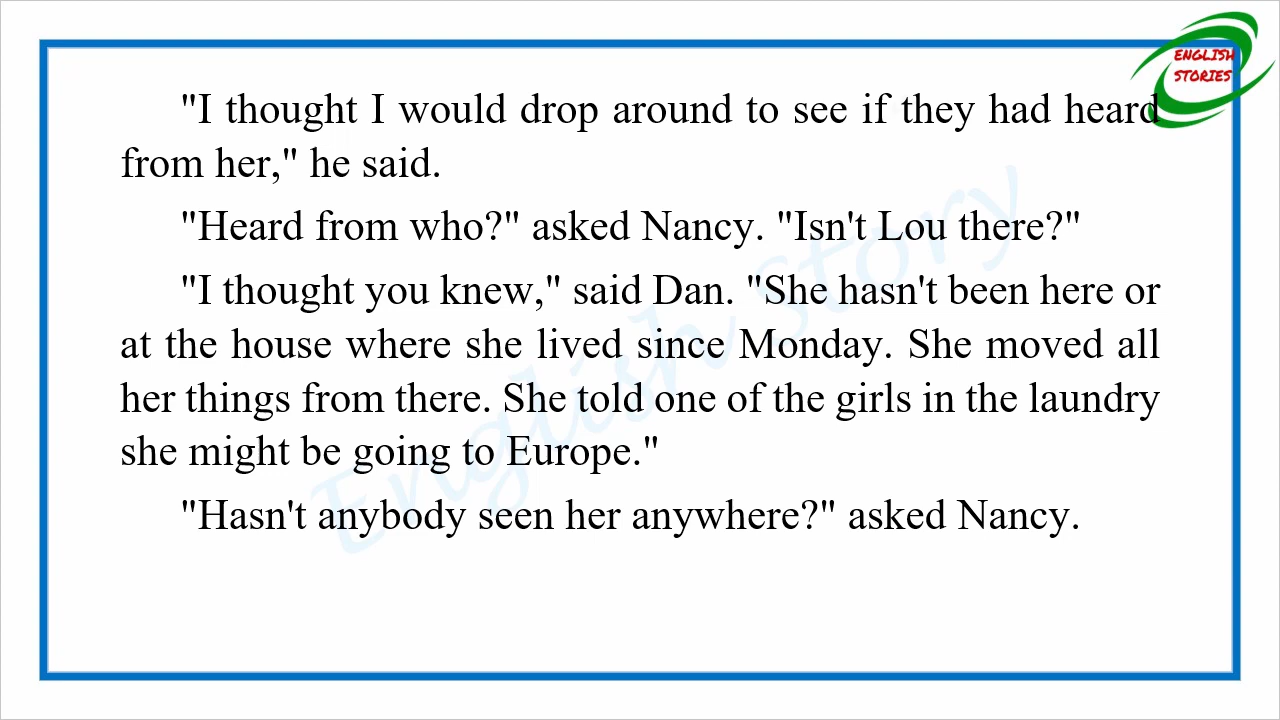 ENGLISH
STORIES
"I thought I would drop around to see if they had heard
from her," he said.
"Heard from who?" asked Nancy. "Isn't Lou there?"
"I thought you knew," said Dan. "She hasn't been here or
at the house where she lived since Monday. She moved all
her things from there. She told one of the girls in the laundry
she might be going to Europe."
"Hasn't anybody seen her anywhere?" asked Nancy.
English story